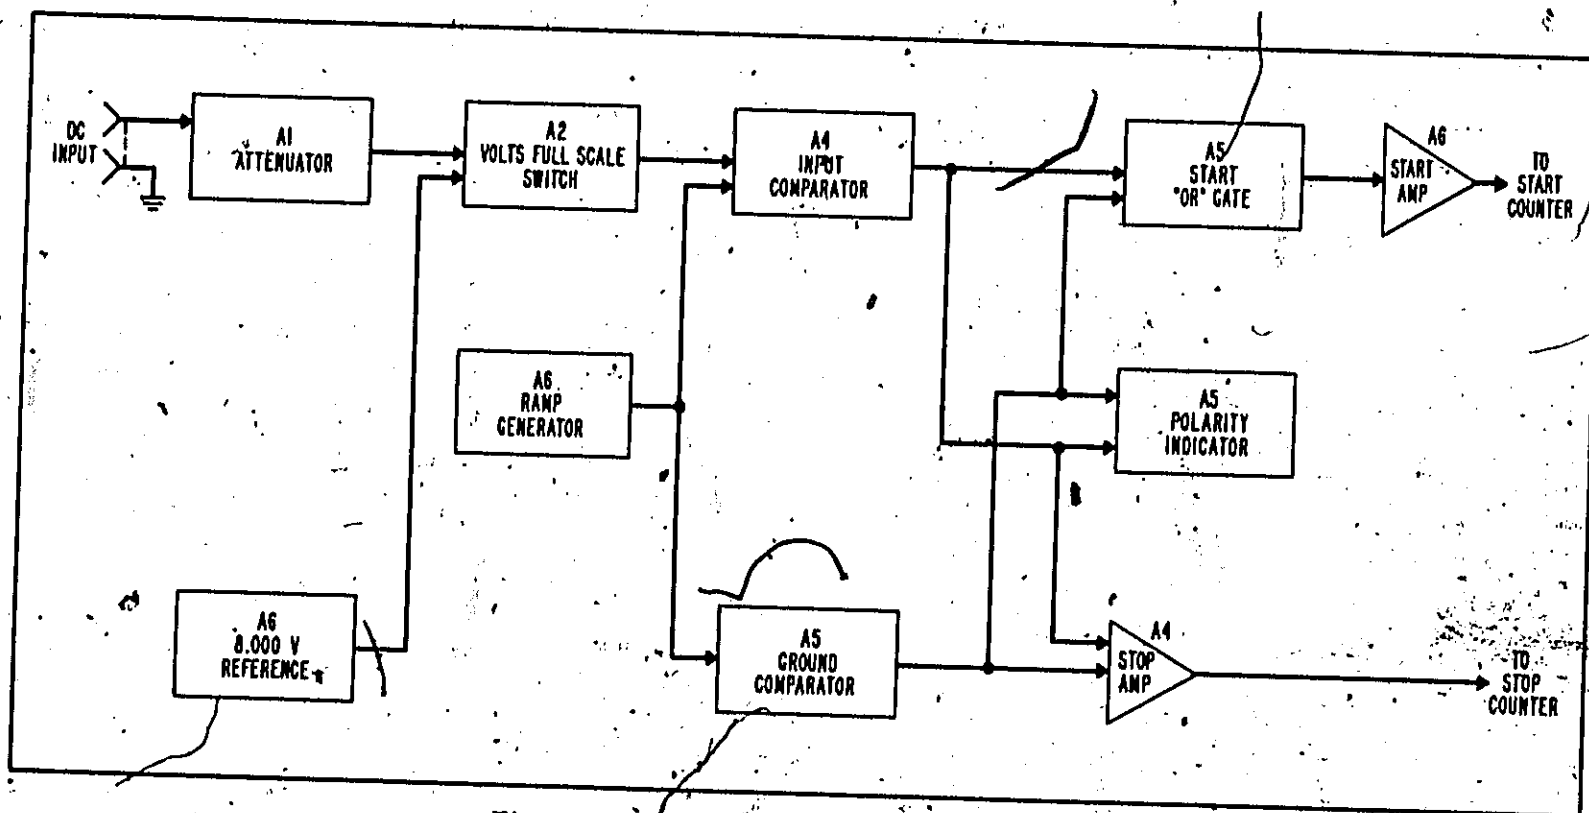 DC
INPUT
A1
ATTENUATOR
A2
VOLTS FULL SCALE
SWITCH
A4
INPUT
COMPARATOR
A5
START
"OR" GATE
A6
START
AMP
TO
START
COUNTER
A6
RAMP
GENERATOR
A5
POLARITY
INDICATOR
A6
8.000 V
REFERENCE
A5
GROUND
COMPARATOR
A4
STOP
AMP
TO
STOP
COUNTER